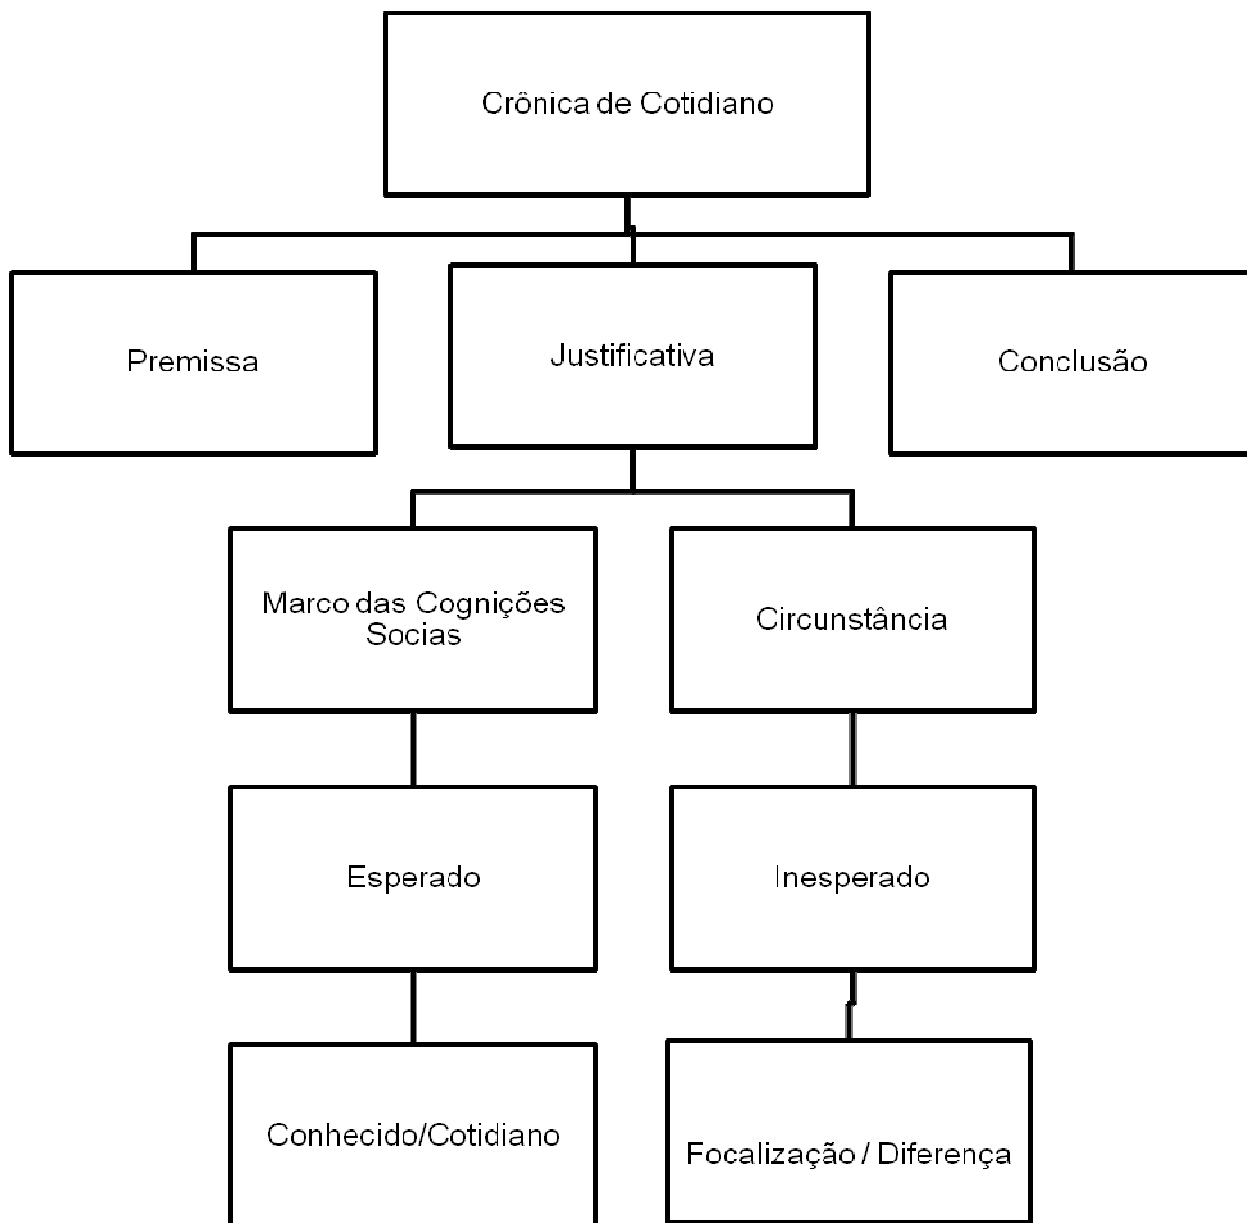 Crônica de Cotidiano
Premissa
Justificativa
Conclusão
Marco das Cognições
Socias
Circunstância
Esperado
Inesperado
Conhecido/Cotidiano
Focalização / Diferença